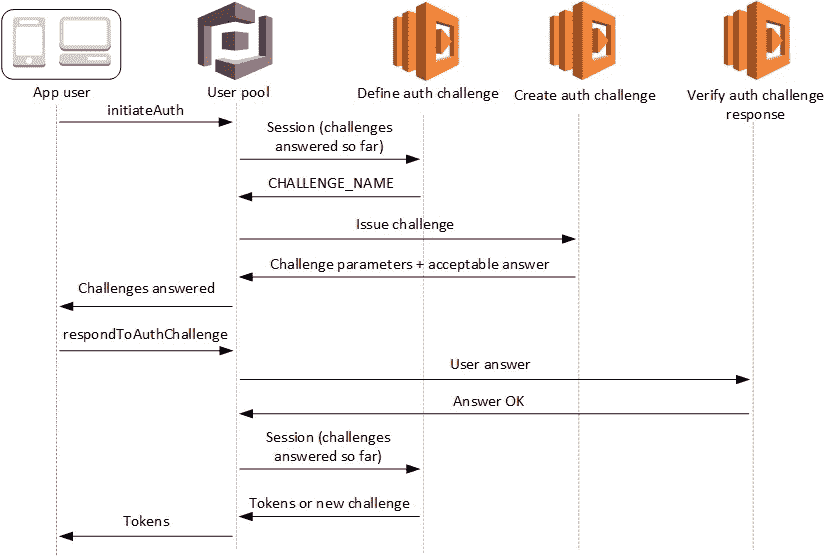 App user
User pool
Define auth challenge
Create auth challenge
Verify auth challenge
response
initiateAuth
Session (challenges
answered so far)
CHALLENGE_NAME
Issue challenge
Challenge parameters + acceptable answer
Challenges answered
respondToAuthChallenge
User answer
Answer OK
Session (challenges
answered so far)
Tokens or new challenge
Tokens